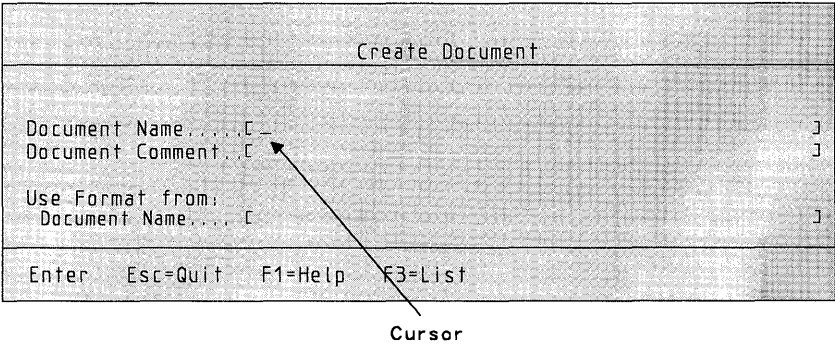 Create Document
Document Name.....[_ ]
Document Comment..[ ]
Use Format from:
Document Name.... [ ]
Enter Esc=Quit F1=Help F3=List
Cursor